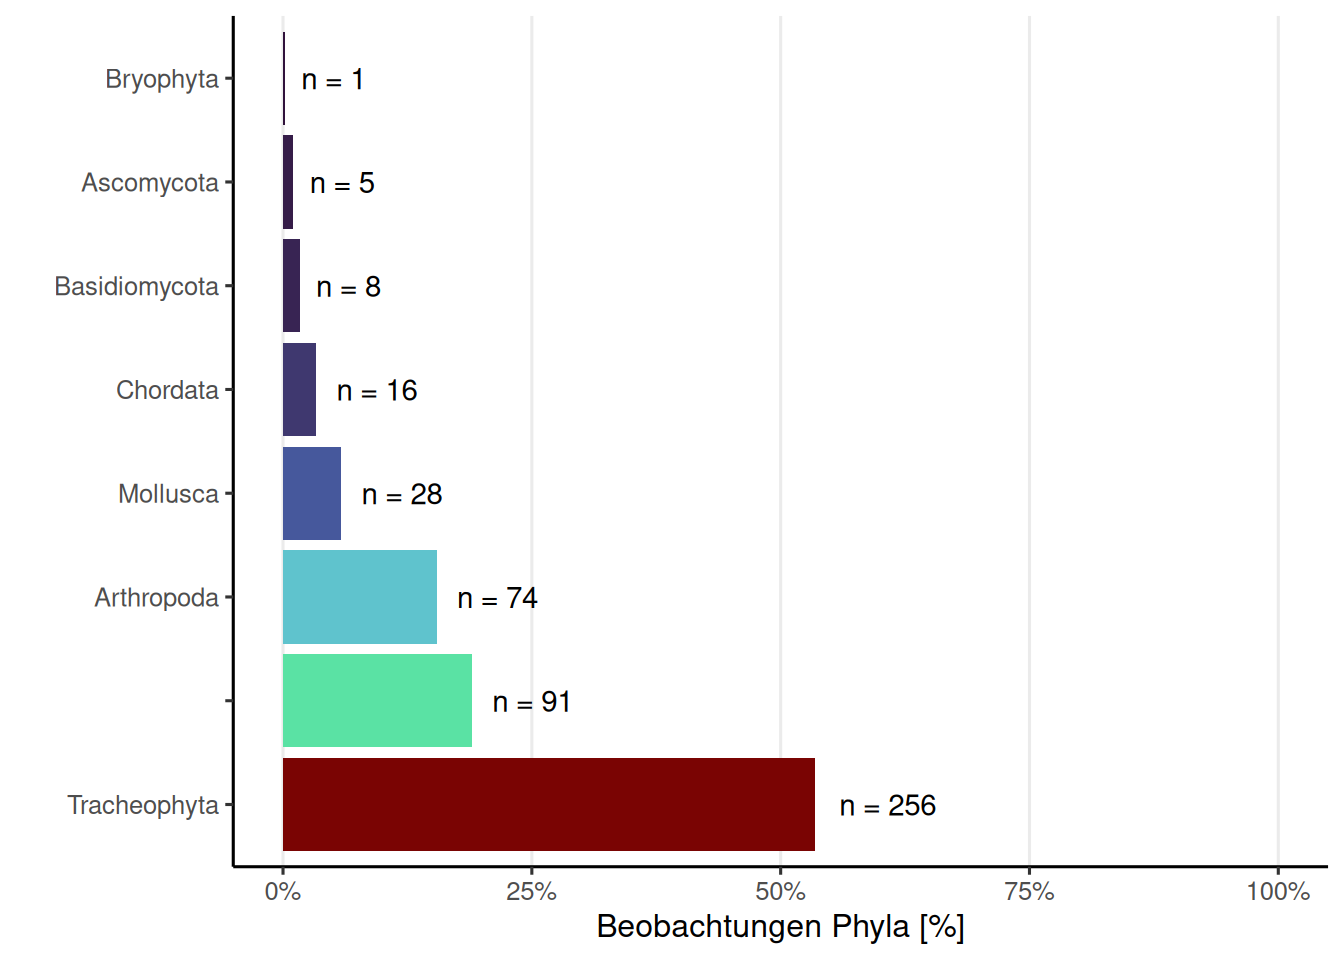 Bryophyta n = 1
Ascomycota n = 5
Basidiomycota n = 8
Chordata n = 16
Mollusca n = 28
Arthropoda n = 74
n = 91
Tracheophyta n = 256
0% 25% 50% 75% 100%
Beobachtungen Phyla [%]